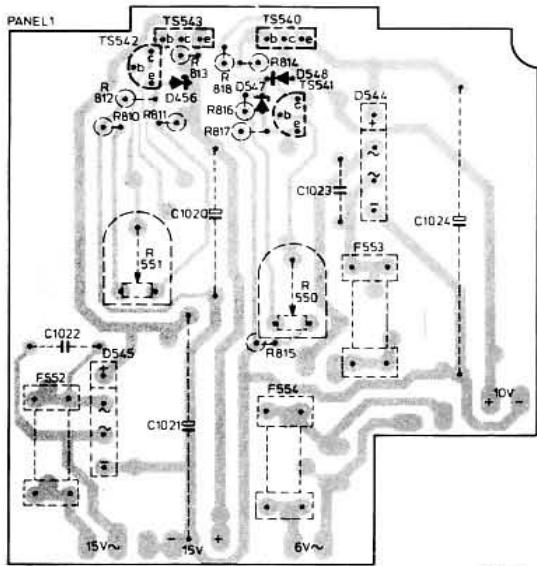 PANEL1
TS543
TS540
b c e
b c e
TS542
c
b
e
R
813
R
818
R814
D548
TS541
c
b
e
D456
D547
R
812
R816
R810
R811
R817
D544
+
~
~
−
C1020
C1023
C1024
R
551
F553
R
550
R815
C1022
D545
+
~
~
−
F552
F554
C1021
+ 10V −
15V~
− 15V +
6V~